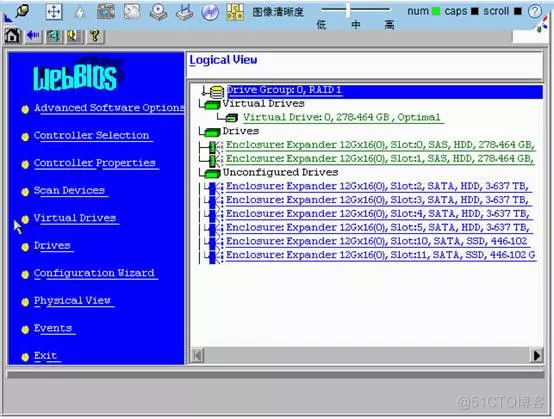 图像清晰度
低 中 高
num caps scroll
WebBIOS
Advanced Software Options
Controller Selection
Controller Properties
Scan Devices
Virtual Drives
Drives
Configuration Wizard
Physical View
Events
Exit
Logical View
Drive Group: 0, RAID 1
Virtual Drives
Virtual Drive: 0, 278.464 GB, Optimal
Drives
Enclosure: Expander 12Gx16(0), Slot:0, SAS, HDD, 278.464 GB,
Enclosure: Expander 12Gx16(0), Slot:1, SAS, HDD, 278.464 GB,
Unconfigured Drives
Enclosure: Expander 12Gx16(0), Slot:2, SATA, HDD, 3.637 TB,
Enclosure: Expander 12Gx16(0), Slot:3, SATA, HDD, 3.637 TB,
Enclosure: Expander 12Gx16(0), Slot:4, SATA, HDD, 3.637 TB,
Enclosure: Expander 12Gx16(0), Slot:5, SATA, HDD, 3.637 TB,
Enclosure: Expander 12Gx16(0), Slot:10, SATA, SSD, 446.102
Enclosure: Expander 12Gx16(0), Slot:11, SATA, SSD, 446.102 G
@51CTO博客